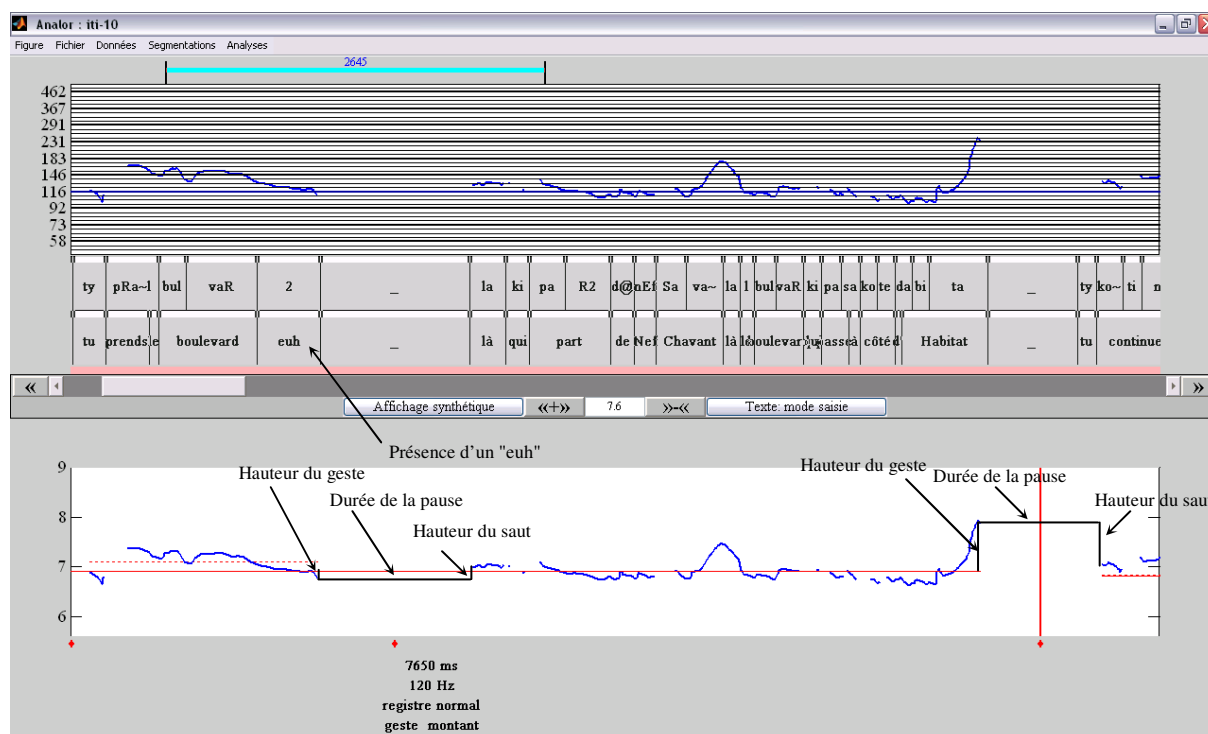 Analor : iti-10
Figure Fichier Données Segmentations Analyses
2645
462
367
291
231
183
146
116
92
73
58
ty pRa~l bul vaR 2 _ la ki pa R2 d@ nEf Sa va~ la l bul vaR ki pa sa ko te da bi ta _ ty ko~ ti n
tu prends le boulevard euh _ là qui part de Nef Chavant là le boulevar passe à côté d' Habitat _ tu continue
« »
Affichage synthétique «+» 7.6 »-« Texte: mode saisie
Présence d'un "euh"
Hauteur du geste Hauteur du geste
Durée de la pause Durée de la pause
Hauteur du saut Hauteur du saut
9
8
7
6
7650 ms
120 Hz
registre normal
geste montant